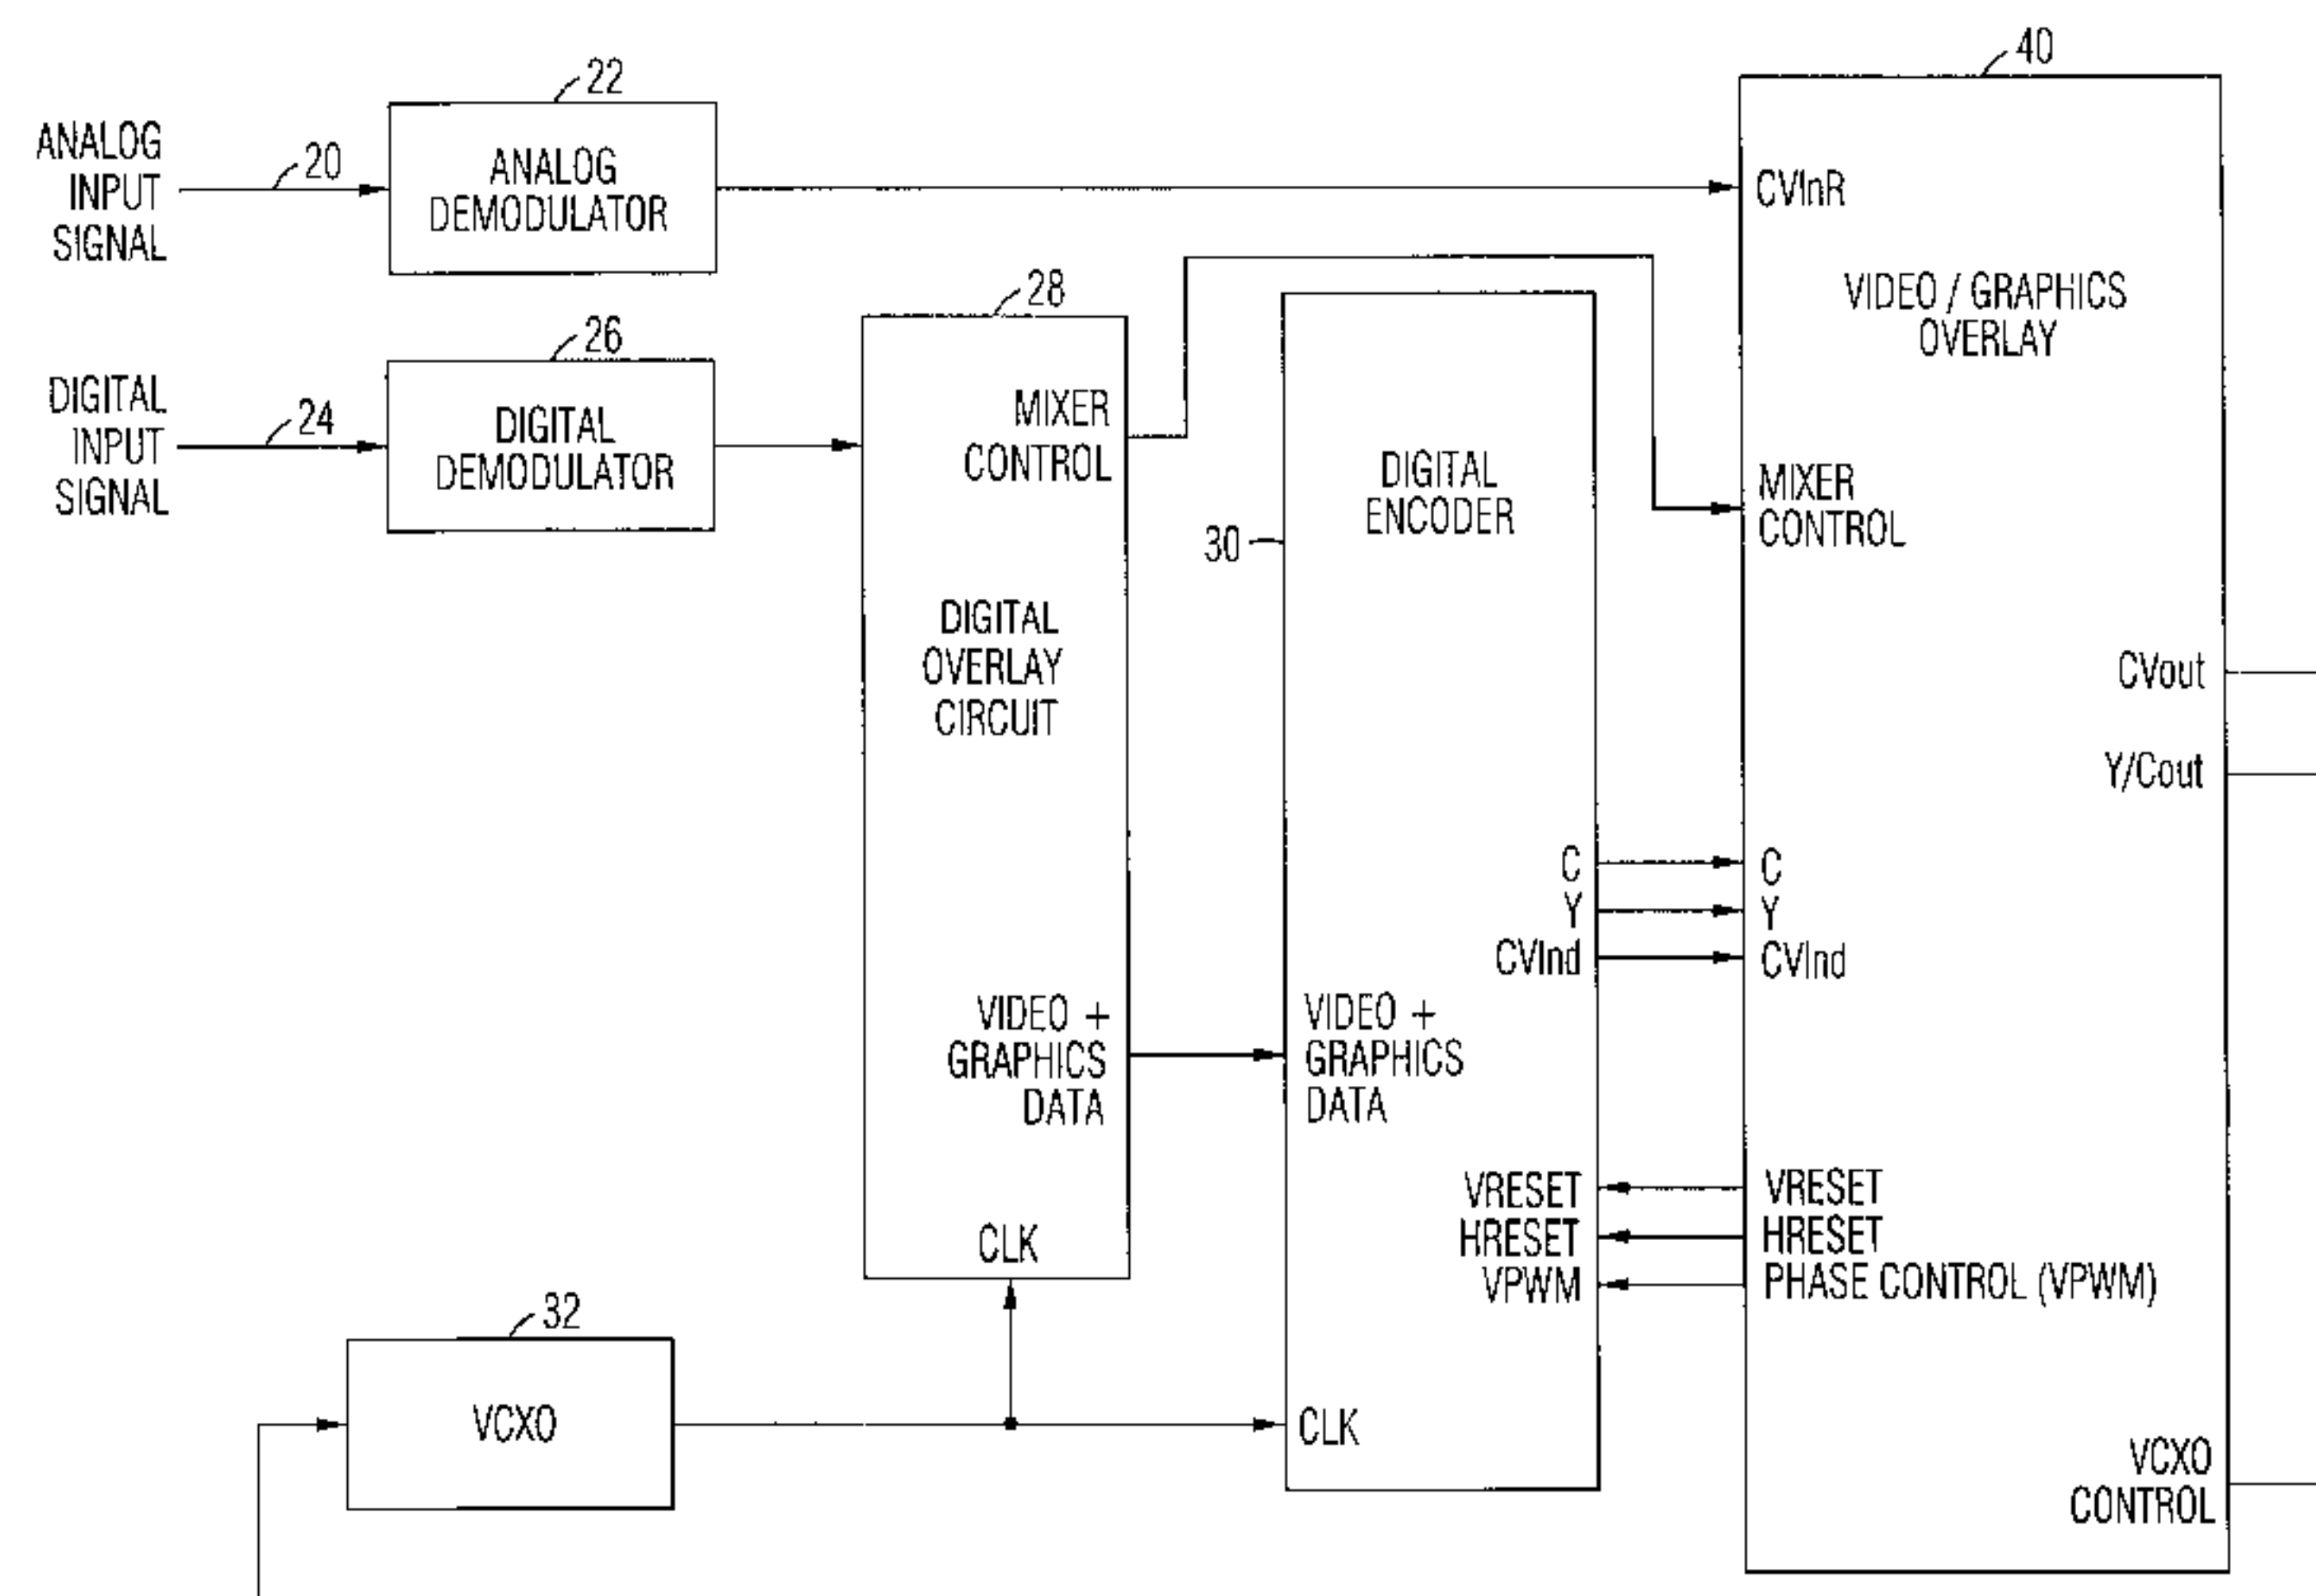 40
22
ANALOG
INPUT
SIGNAL
20
ANALOG
DEMODULATOR
CVInR
VIDEO / GRAPHICS
OVERLAY
28
26
DIGITAL
INPUT
SIGNAL
24
DIGITAL
DEMODULATOR
MIXER
CONTROL
DIGITAL
ENCODER
30
MIXER
CONTROL
DIGITAL
OVERLAY
CIRCUIT
CVout
Y/Cout
C
Y
CVInd
C
Y
CVInd
VIDEO +
GRAPHICS
DATA
VIDEO +
GRAPHICS
DATA
VRESET
HRESET
VPWM
VRESET
HRESET
PHASE CONTROL (VPWM)
CLK
32
VCXO
CLK
VCXO
CONTROL